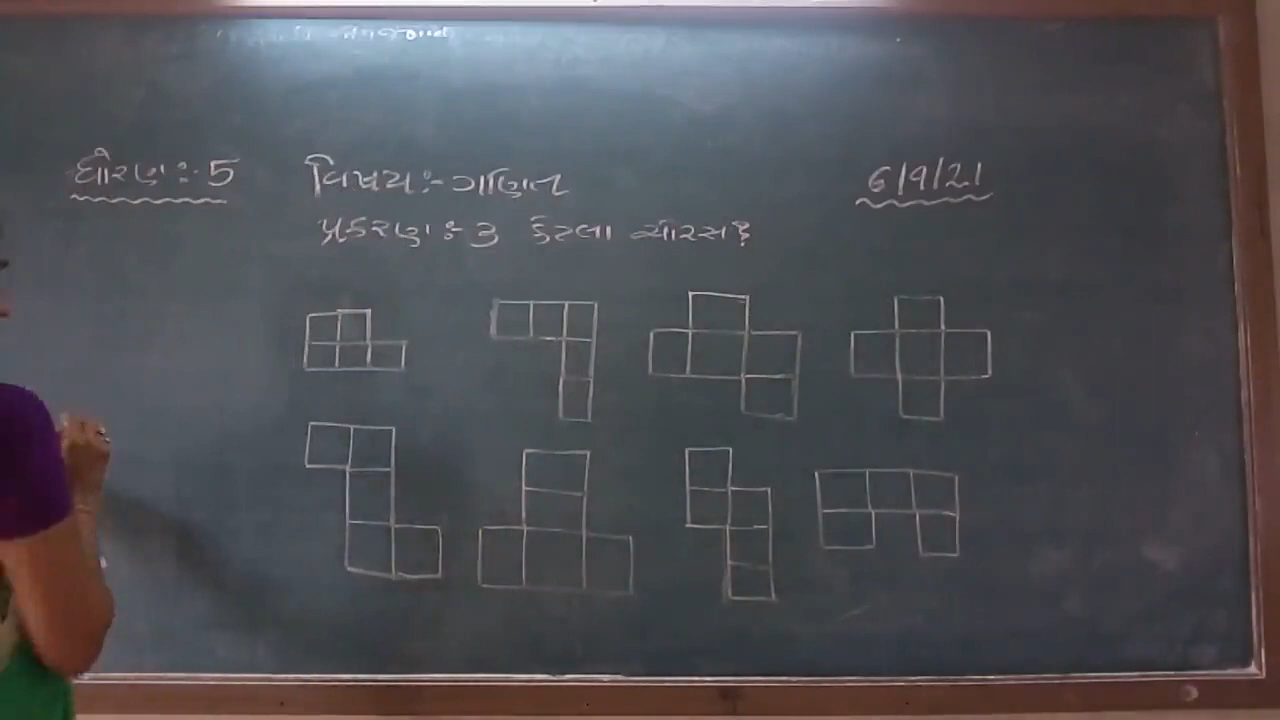 ધોરણ :- 5 વિષય :- ગણિત 6/9/21
પ્રકરણ :- 3 કેટલા ચોરસ?